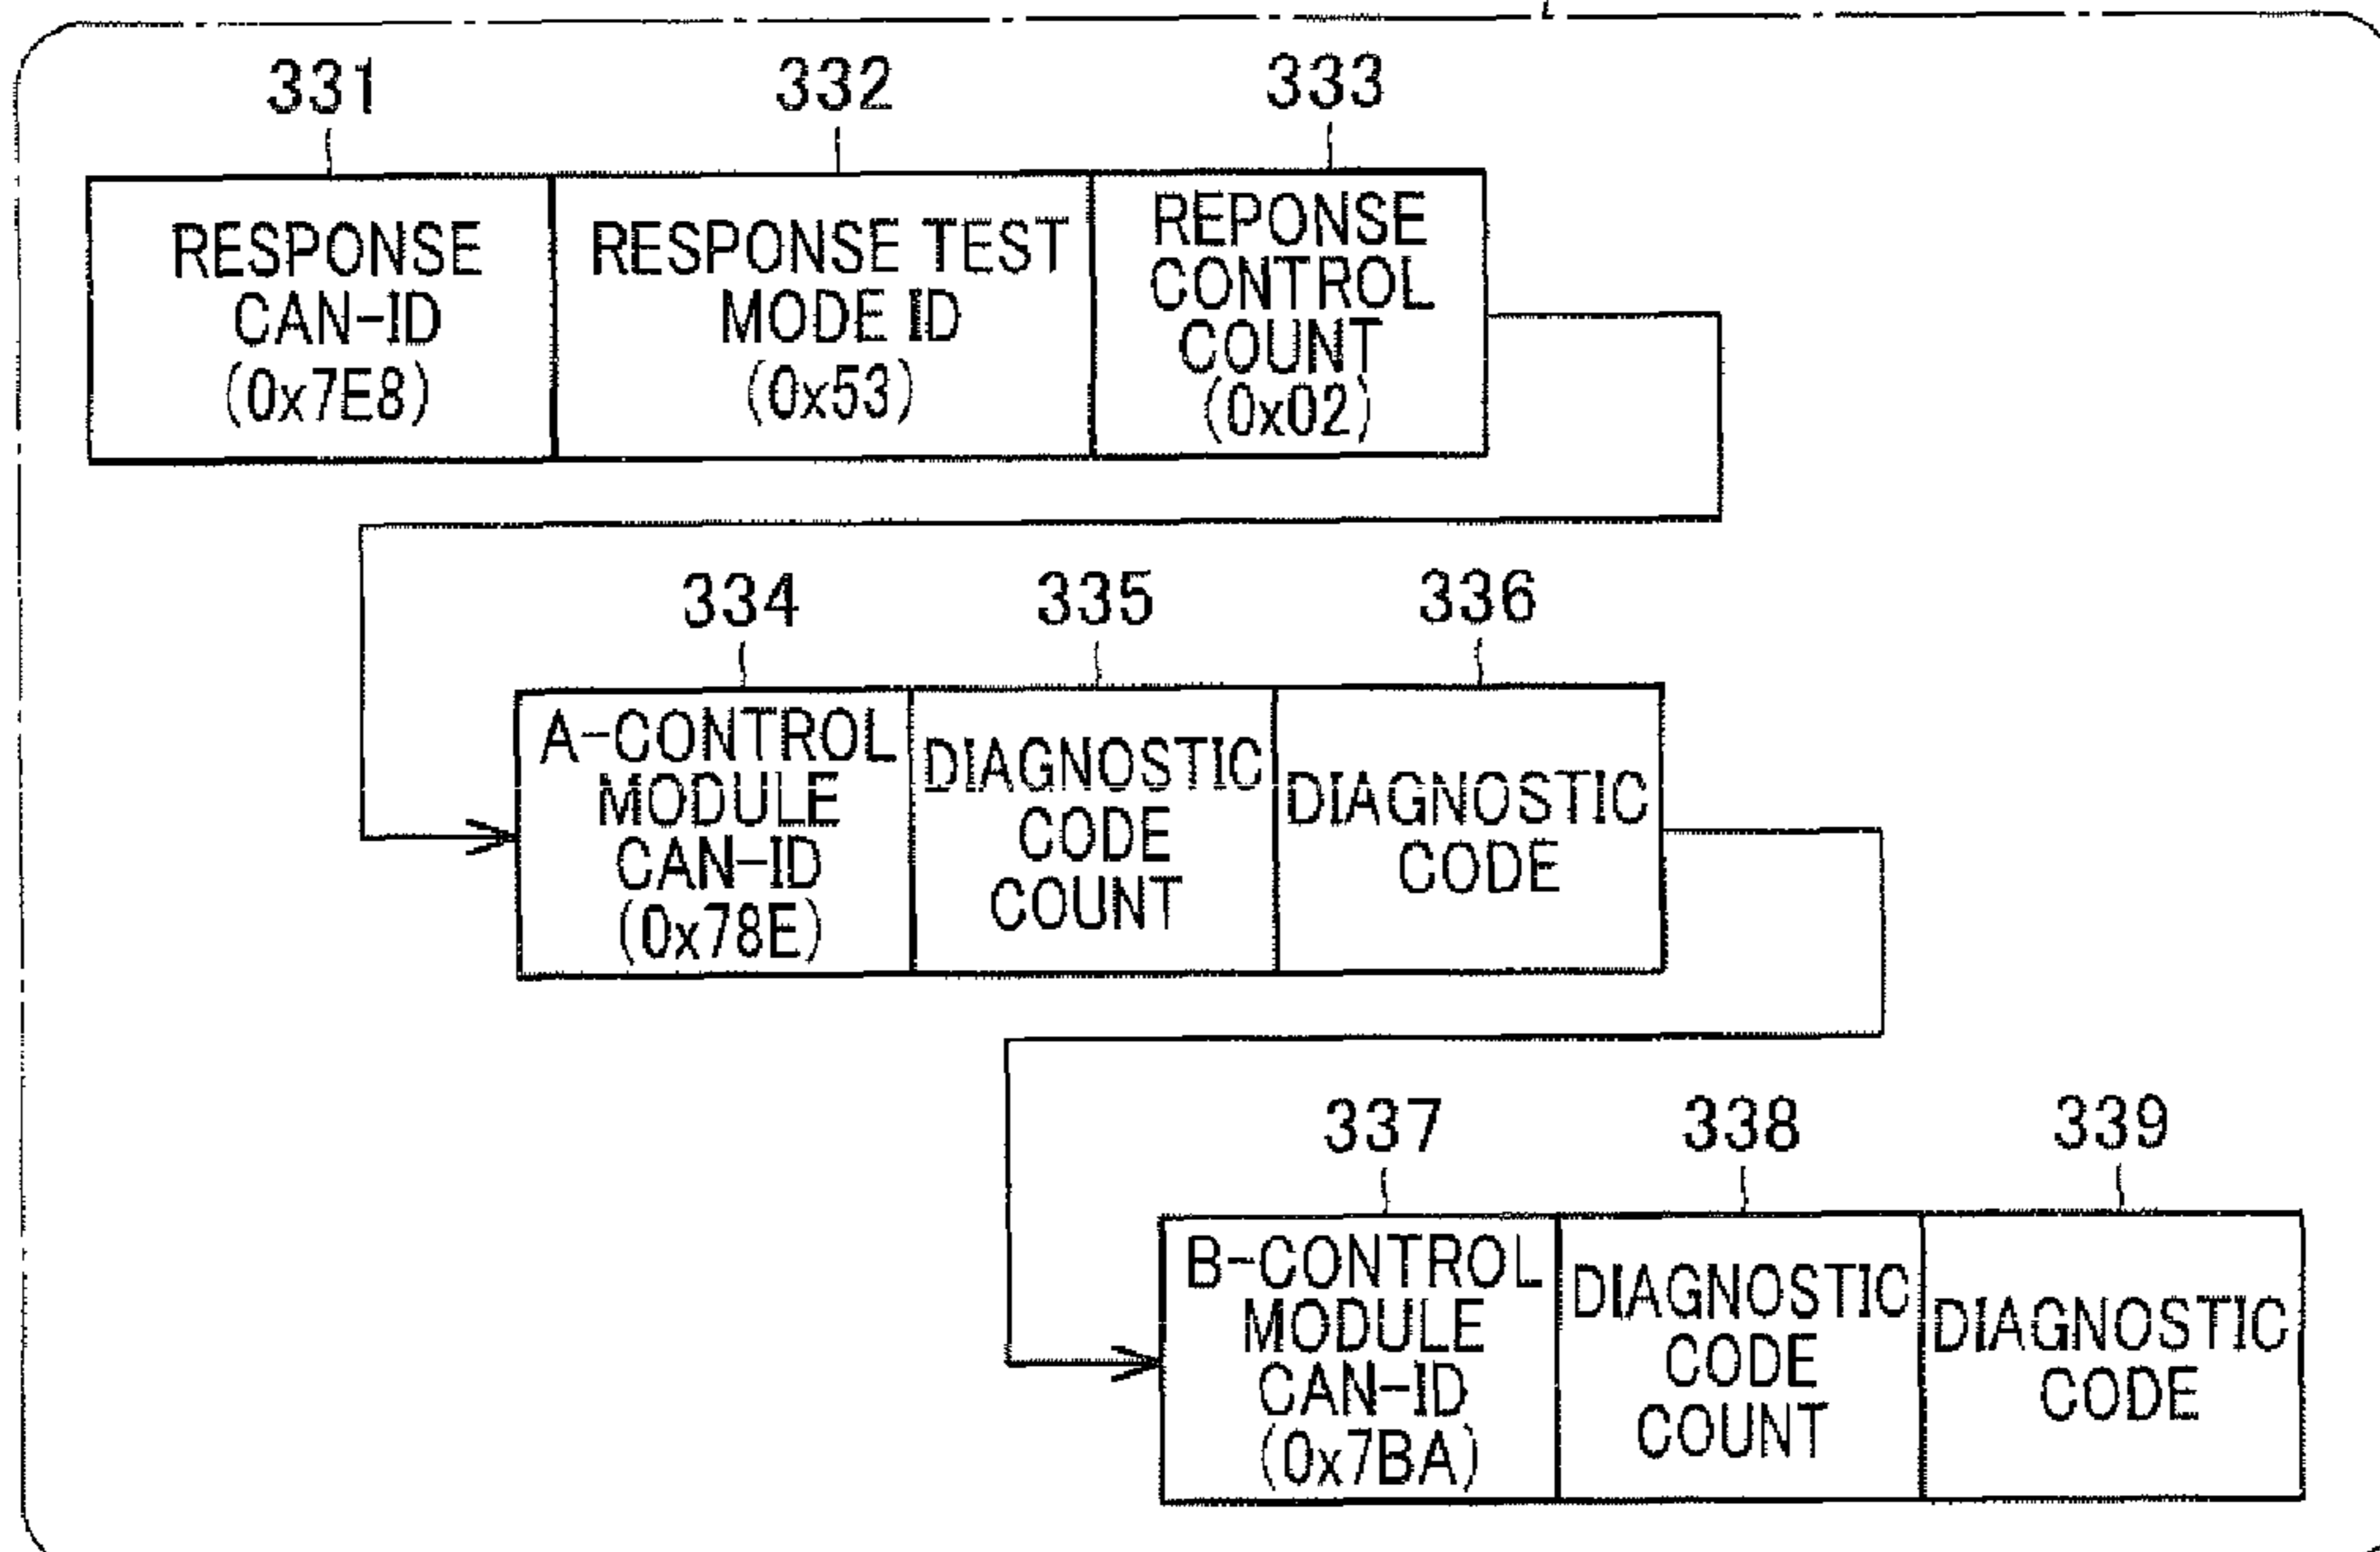 331
332
333
RESPONSE
CAN-ID
(0x7E8)
RESPONSE TEST
MODE ID
(0x53)
REPONSE
CONTROL
COUNT
(0x02)
334
335
336
A-CONTROL
MODULE
CAN-ID
(0x78E)
DIAGNOSTIC
CODE
COUNT
DIAGNOSTIC
CODE
337
338
339
B-CONTROL
MODULE
CAN-ID
(0x7BA)
DIAGNOSTIC
CODE
COUNT
DIAGNOSTIC
CODE